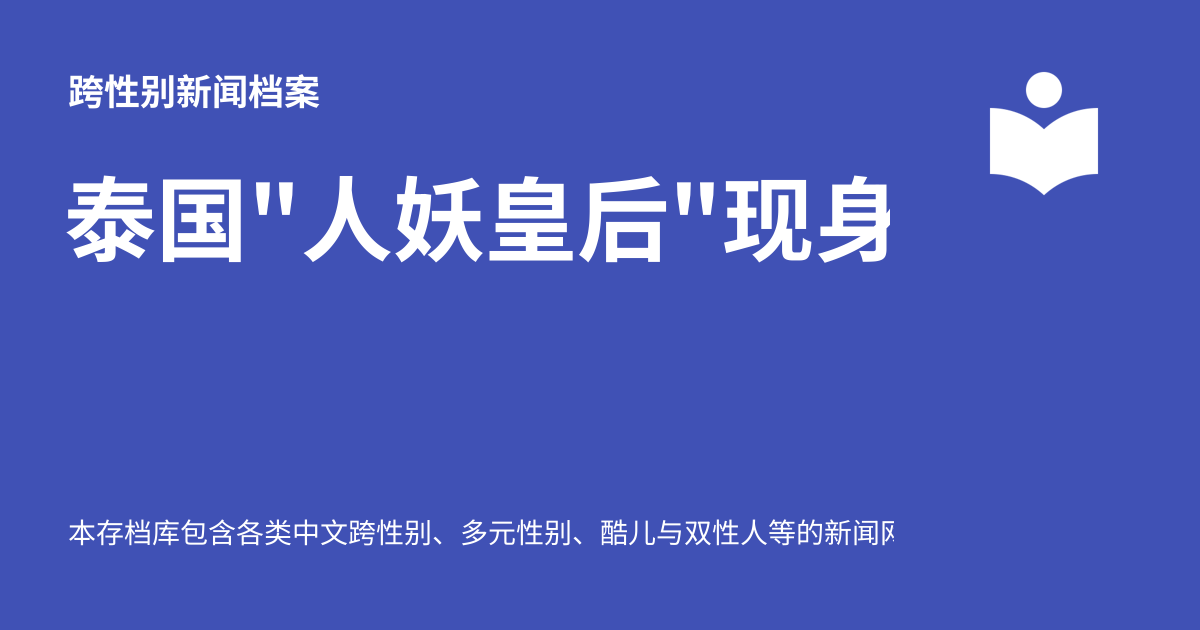 跨性别新闻档案
泰国"人妖皇后"现身
本存档库包含各类中文跨性别、多元性别、酷儿与双性人等的新闻网